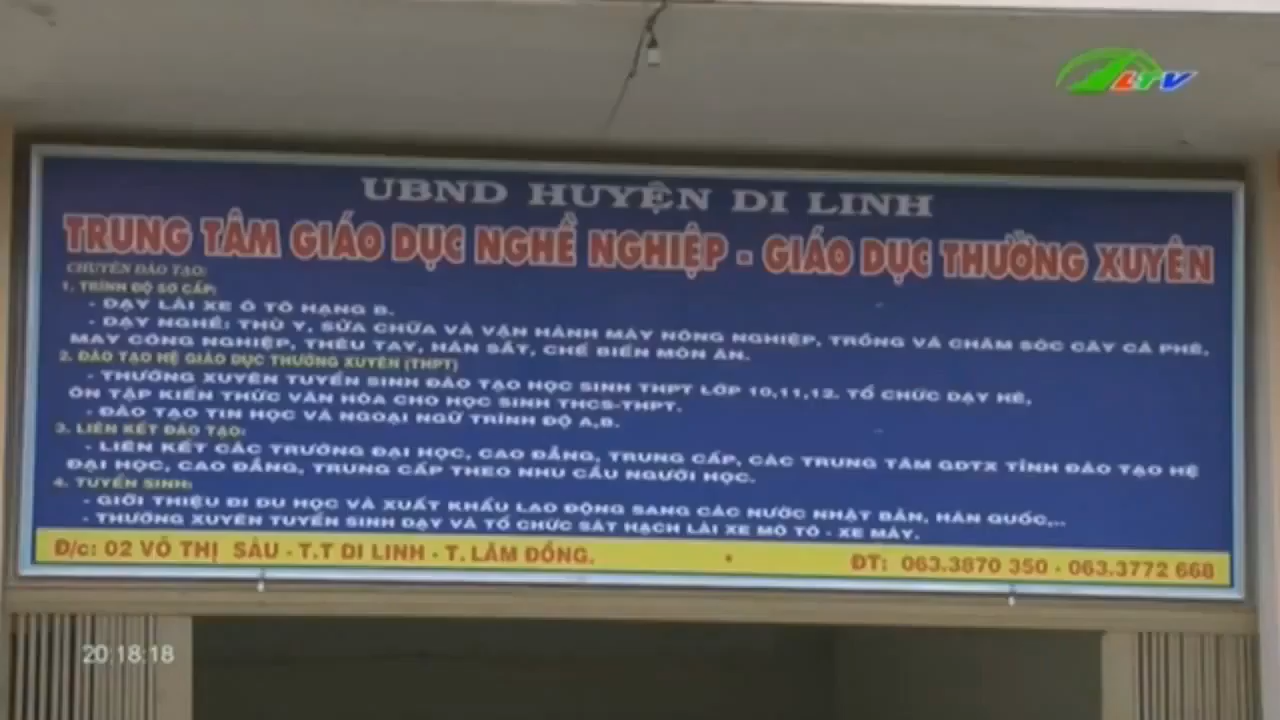 LTV
UBND HUYỆN DI LINH
TRUNG TÂM GIÁO DỤC NGHỀ NGHIỆP - GIÁO DỤC THƯỜNG XUYÊN
CHUYÊN ĐÀO TẠO:
1. TRÌNH ĐỘ SƠ CẤP:
- DẠY LÁI XE Ô TÔ HẠNG B.
- DẠY NGHỀ: THÚ Y, SỬA CHỮA VÀ VẬN HÀNH MÁY NÔNG NGHIỆP, TRỒNG VÀ CHĂM SÓC CÂY CÀ PHÊ,
MAY CÔNG NGHIỆP, THÊU TAY, HÀN SẮT, CHẾ BIẾN MÓN ĂN.
2. ĐÀO TẠO HỆ GIÁO DỤC THƯỜNG XUYÊN (THPT)
- THƯỜNG XUYÊN TUYỂN SINH ĐÀO TẠO HỌC SINH THPT LỚP 10,11,12. TỔ CHỨC DẠY HÈ,
ÔN TẬP KIẾN THỨC VĂN HÓA CHO HỌC SINH THCS-THPT.
- ĐÀO TẠO TIN HỌC VÀ NGOẠI NGỮ TRÌNH ĐỘ A,B.
3. LIÊN KẾT ĐÀO TẠO:
- LIÊN KẾT CÁC TRƯỜNG ĐẠI HỌC, CAO ĐẲNG, TRUNG CẤP, CÁC TRUNG TÂM GDTX TỈNH ĐÀO TẠO HỆ
ĐẠI HỌC, CAO ĐẲNG, TRUNG CẤP THEO NHU CẦU NGƯỜI HỌC.
4. TUYỂN SINH:
- GIỚI THIỆU ĐI DU HỌC VÀ XUẤT KHẨU LAO ĐỘNG SANG CÁC NƯỚC NHẬT BẢN, HÀN QUỐC,...
- THƯỜNG XUYÊN TUYỂN SINH DẠY VÀ TỔ CHỨC SÁT HẠCH LÁI XE MÔ TÔ - XE MÁY.
Đ/c: 02 VÕ THỊ SÁU - T.T DI LINH - T. LÂM ĐỒNG.
ĐT: 063.3870 350 - 063.3772 668
20:18:18